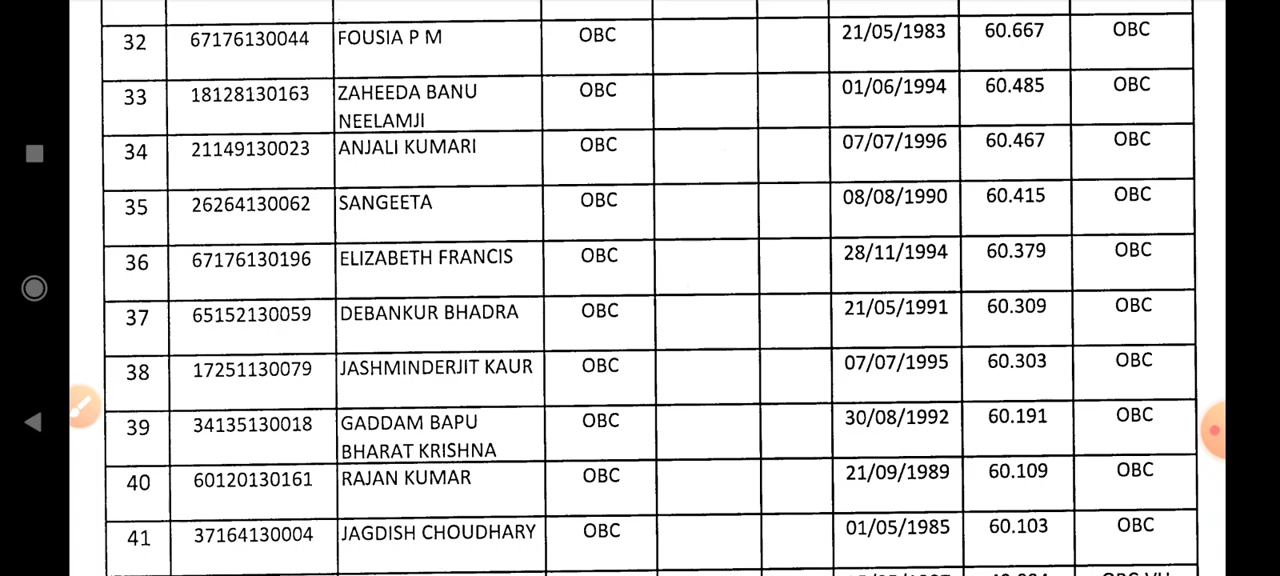 32 67176130044 FOUSIA P M OBC 21/05/1983 60.667 OBC
33 18128130163 ZAHEEDA BANU OBC 01/06/1994 60.485 OBC
NEELAMJI
34 21149130023 ANJALI KUMARI OBC 07/07/1996 60.467 OBC
35 26264130062 SANGEETA OBC 08/08/1990 60.415 OBC
36 67176130196 ELIZABETH FRANCIS OBC 28/11/1994 60.379 OBC
37 65152130059 DEBANKUR BHADRA OBC 21/05/1991 60.309 OBC
38 17251130079 JASHMINDERJIT KAUR OBC 07/07/1995 60.303 OBC
39 34135130018 GADDAM BAPU OBC 30/08/1992 60.191 OBC
BHARAT KRISHNA
40 60120130161 RAJAN KUMAR OBC 21/09/1989 60.109 OBC
41 37164130004 JAGDISH CHOUDHARY OBC 01/05/1985 60.103 OBC